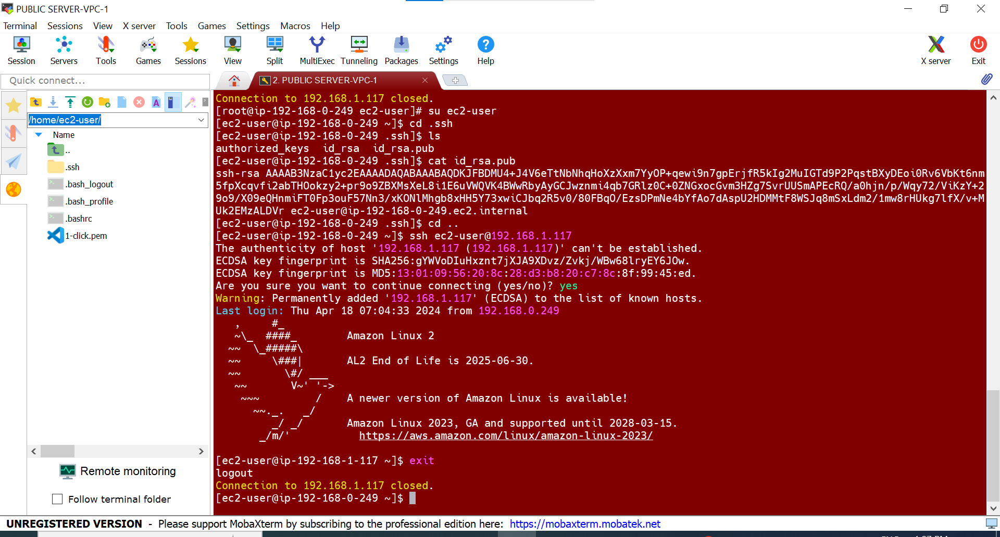 PUBLIC SERVER-VPC-1
Terminal Sessions View X server Tools Games Settings Macros Help
Session Servers Tools Games Sessions View Split MultiExec Tunneling Packages Settings Help X server Exit
Quick connect...
2. PUBLIC SERVER-VPC-1
/home/ec2-user/
Name
..
.ssh
.bash_logout
.bash_profile
.bashrc
1-click.pem
Remote monitoring
Follow terminal folder
Connection to 192.168.1.117 closed.
[root@ip-192-168-0-249 ec2-user]# su ec2-user
[ec2-user@ip-192-168-0-249 ~]$ cd .ssh
[ec2-user@ip-192-168-0-249 .ssh]$ ls
authorized_keys  id_rsa  id_rsa.pub
[ec2-user@ip-192-168-0-249 .ssh]$ cat id_rsa.pub
ssh-rsa AAAAB3NzaC1yc2EAAAADAQABAAABAQDKJFBDMU4+J4V6eTtNbNhqHoXzXxm7YyOP+qewi9n7gpErjfR5kIg2MuIGTd9P2PqstBXyDEoi0Rv6VbKt6nm
5fpXcqvfi2abTHOokzy2+pr9o9ZBXMsXeL8i1E6uVWQVK4BWwRbyAyGCJwznmi4qb7GRlz0C+0ZNGxocGvm3HZg7SvrUUSmAPEcRQ/a0hjn/p/Wqy72/ViKzY+2
9o9/X09eQHnmiFT0Fp3ouF57Nn3/xKONlMhgb8xHH5Y73xwiCJbq2R5v0/80FBqO/EzsDPmNe4bYfAo7dAspU2HDMMtF8WSJq8mSxLdm2/1mw8rHUkg7lfX/v+M
Uk2EMzALDVr ec2-user@ip-192-168-0-249.ec2.internal
[ec2-user@ip-192-168-0-249 .ssh]$ cd ..
[ec2-user@ip-192-168-0-249 ~]$ ssh ec2-user@192.168.1.117
The authenticity of host '192.168.1.117 (192.168.1.117)' can't be established.
ECDSA key fingerprint is SHA256:gYWVoDIuHxznt7jXJA9XDvz/Zvkj/WBw68lryEY6JOw.
ECDSA key fingerprint is MD5:13:01:09:56:20:8c:28:d3:b8:20:c7:8c:8f:99:45:ed.
Are you sure you want to continue connecting (yes/no)? yes
Warning: Permanently added '192.168.1.117' (ECDSA) to the list of known hosts.
Last login: Thu Apr 18 07:04:33 2024 from 192.168.0.249
   ,     #_
   ~\_  ####_        Amazon Linux 2
  ~~  \_#####\
  ~~     \###|       AL2 End of Life is 2025-06-30.
  ~~       \#/ ___
   ~~       V~' '->
    ~~~         /    A newer version of Amazon Linux is available!
      ~~._.   _/
         _/ _/       Amazon Linux 2023, GA and supported until 2028-03-15.
       _/m/'           https://aws.amazon.com/linux/amazon-linux-2023/
[ec2-user@ip-192-168-1-117 ~]$ exit
logout
Connection to 192.168.1.117 closed.
[ec2-user@ip-192-168-0-249 ~]$
UNREGISTERED VERSION - Please support MobaXterm by subscribing to the professional edition here: https://mobaxterm.mobatek.net